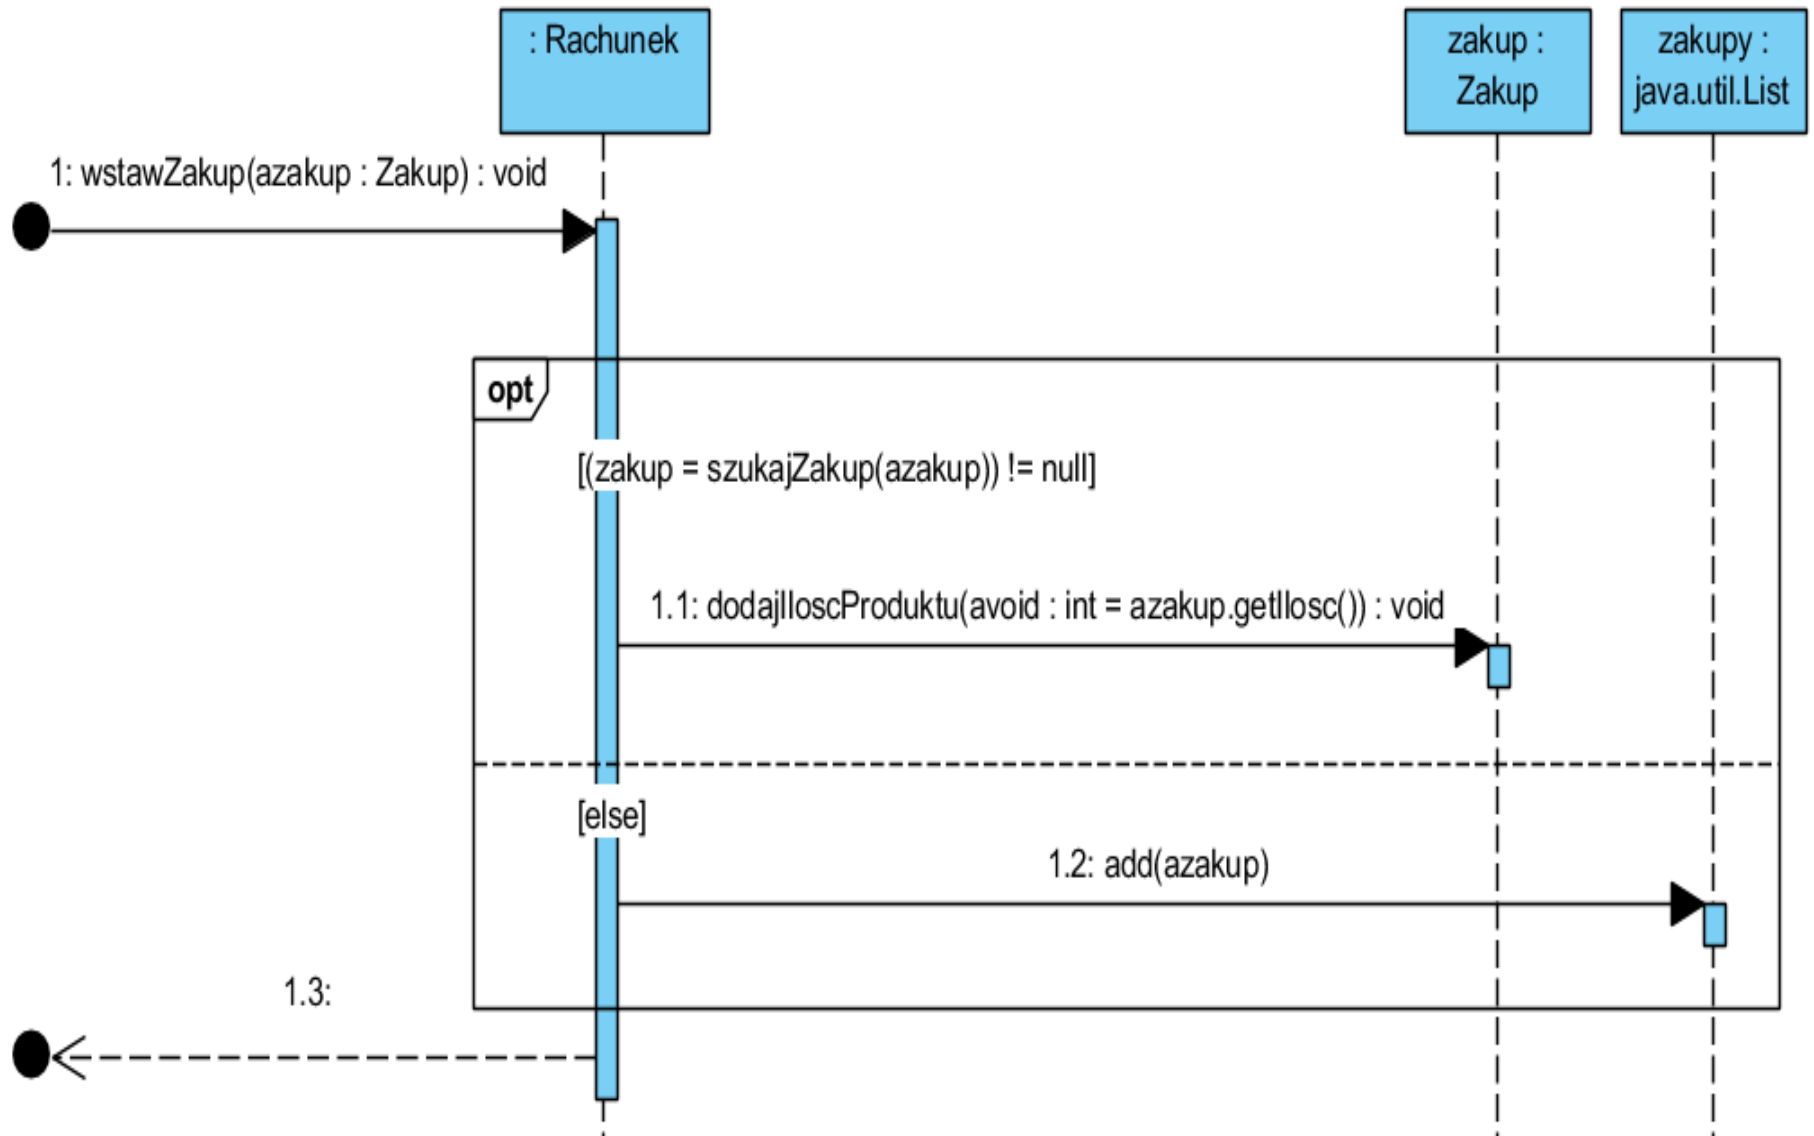 : Rachunek
zakup :
Zakup
zakupy :
java.util.List
1: wstawZakup(azakup : Zakup) : void
opt
[(zakup = szukajZakup(azakup)) != null]
1.1: dodajIloscProduktu(avoid : int = azakup.getIlosc()) : void
[else]
1.2: add(azakup)
1.3: